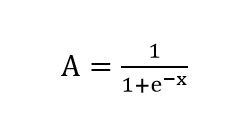 A = 1/(1+e⁻ˣ)